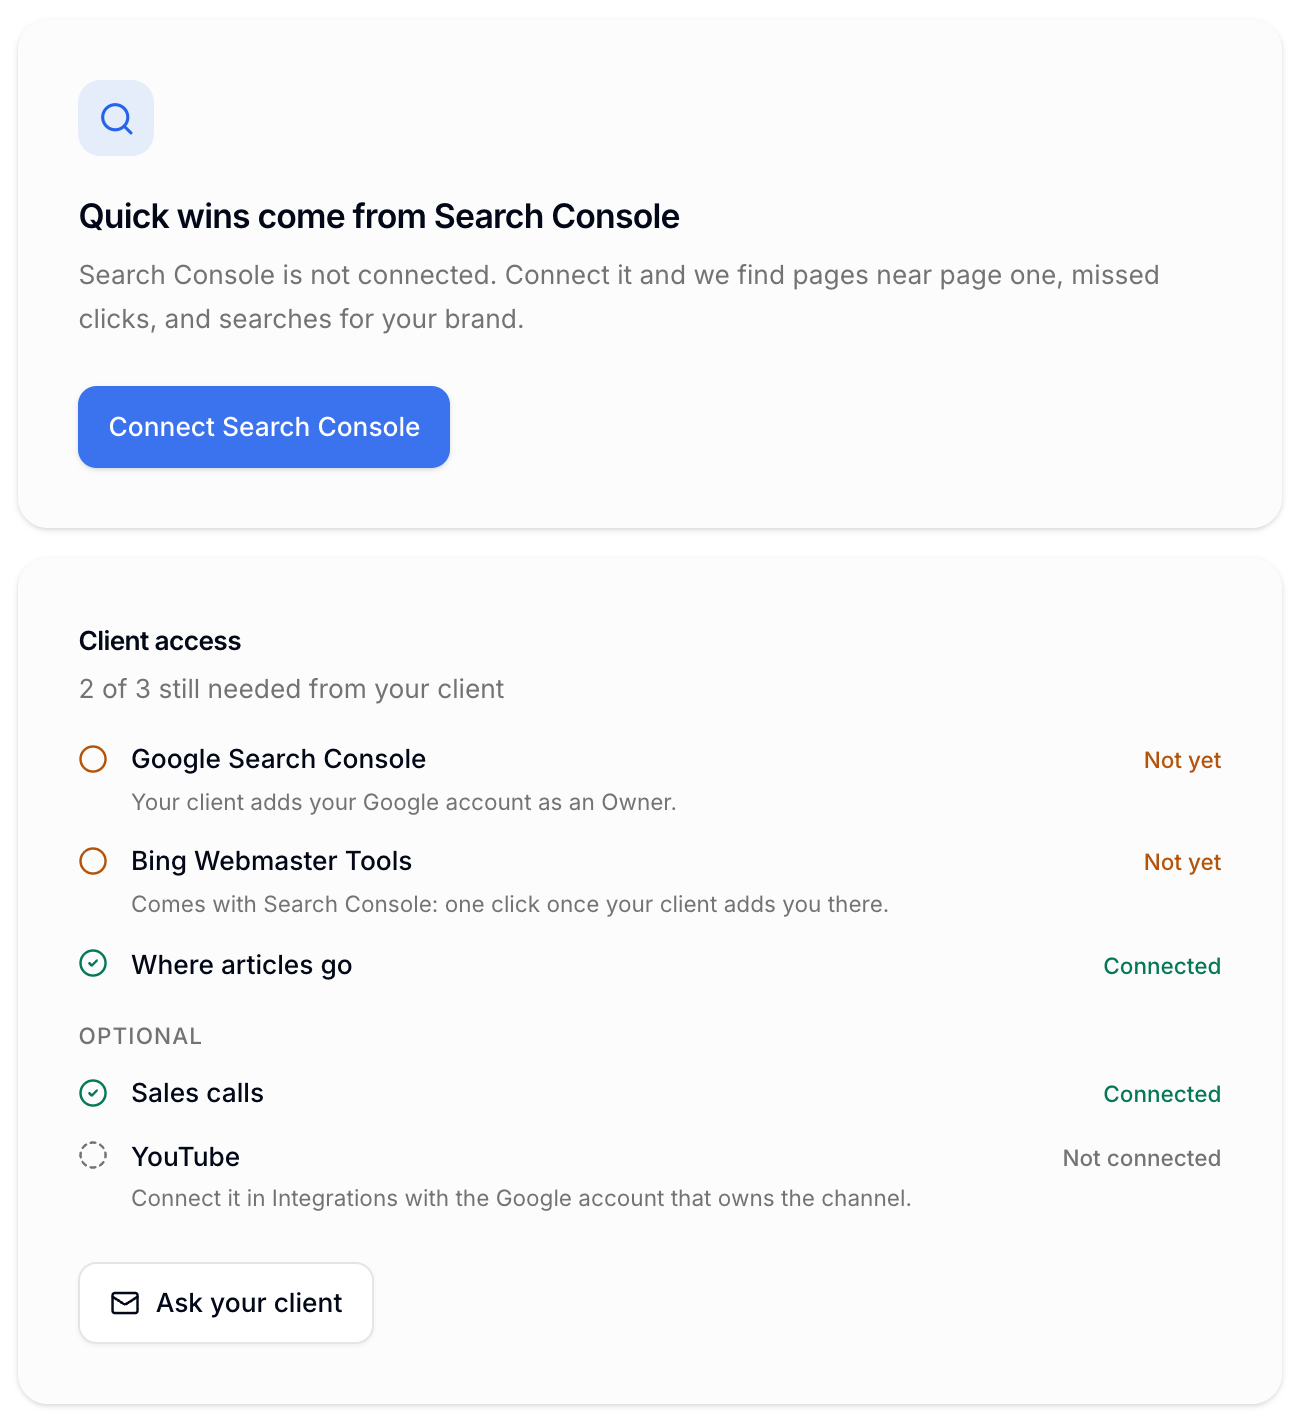 Quick wins come from Search Console
Search Console is not connected. Connect it and we find pages near page one, missed
clicks, and searches for your brand.
Connect Search Console
Client access
2 of 3 still needed from your client
Google Search Console
Not yet
Your client adds your Google account as an Owner.
Bing Webmaster Tools
Not yet
Comes with Search Console: one click once your client adds you there.
Where articles go
Connected
OPTIONAL
Sales calls
Connected
YouTube
Not connected
Connect it in Integrations with the Google account that owns the channel.
Ask your client